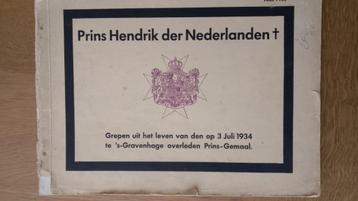 Prins Hendrik der Nederlanden †
Grepen uit het leven van den op 3 Juli 1934
te 's-Gravenhage overleden Prins-Gemaal.